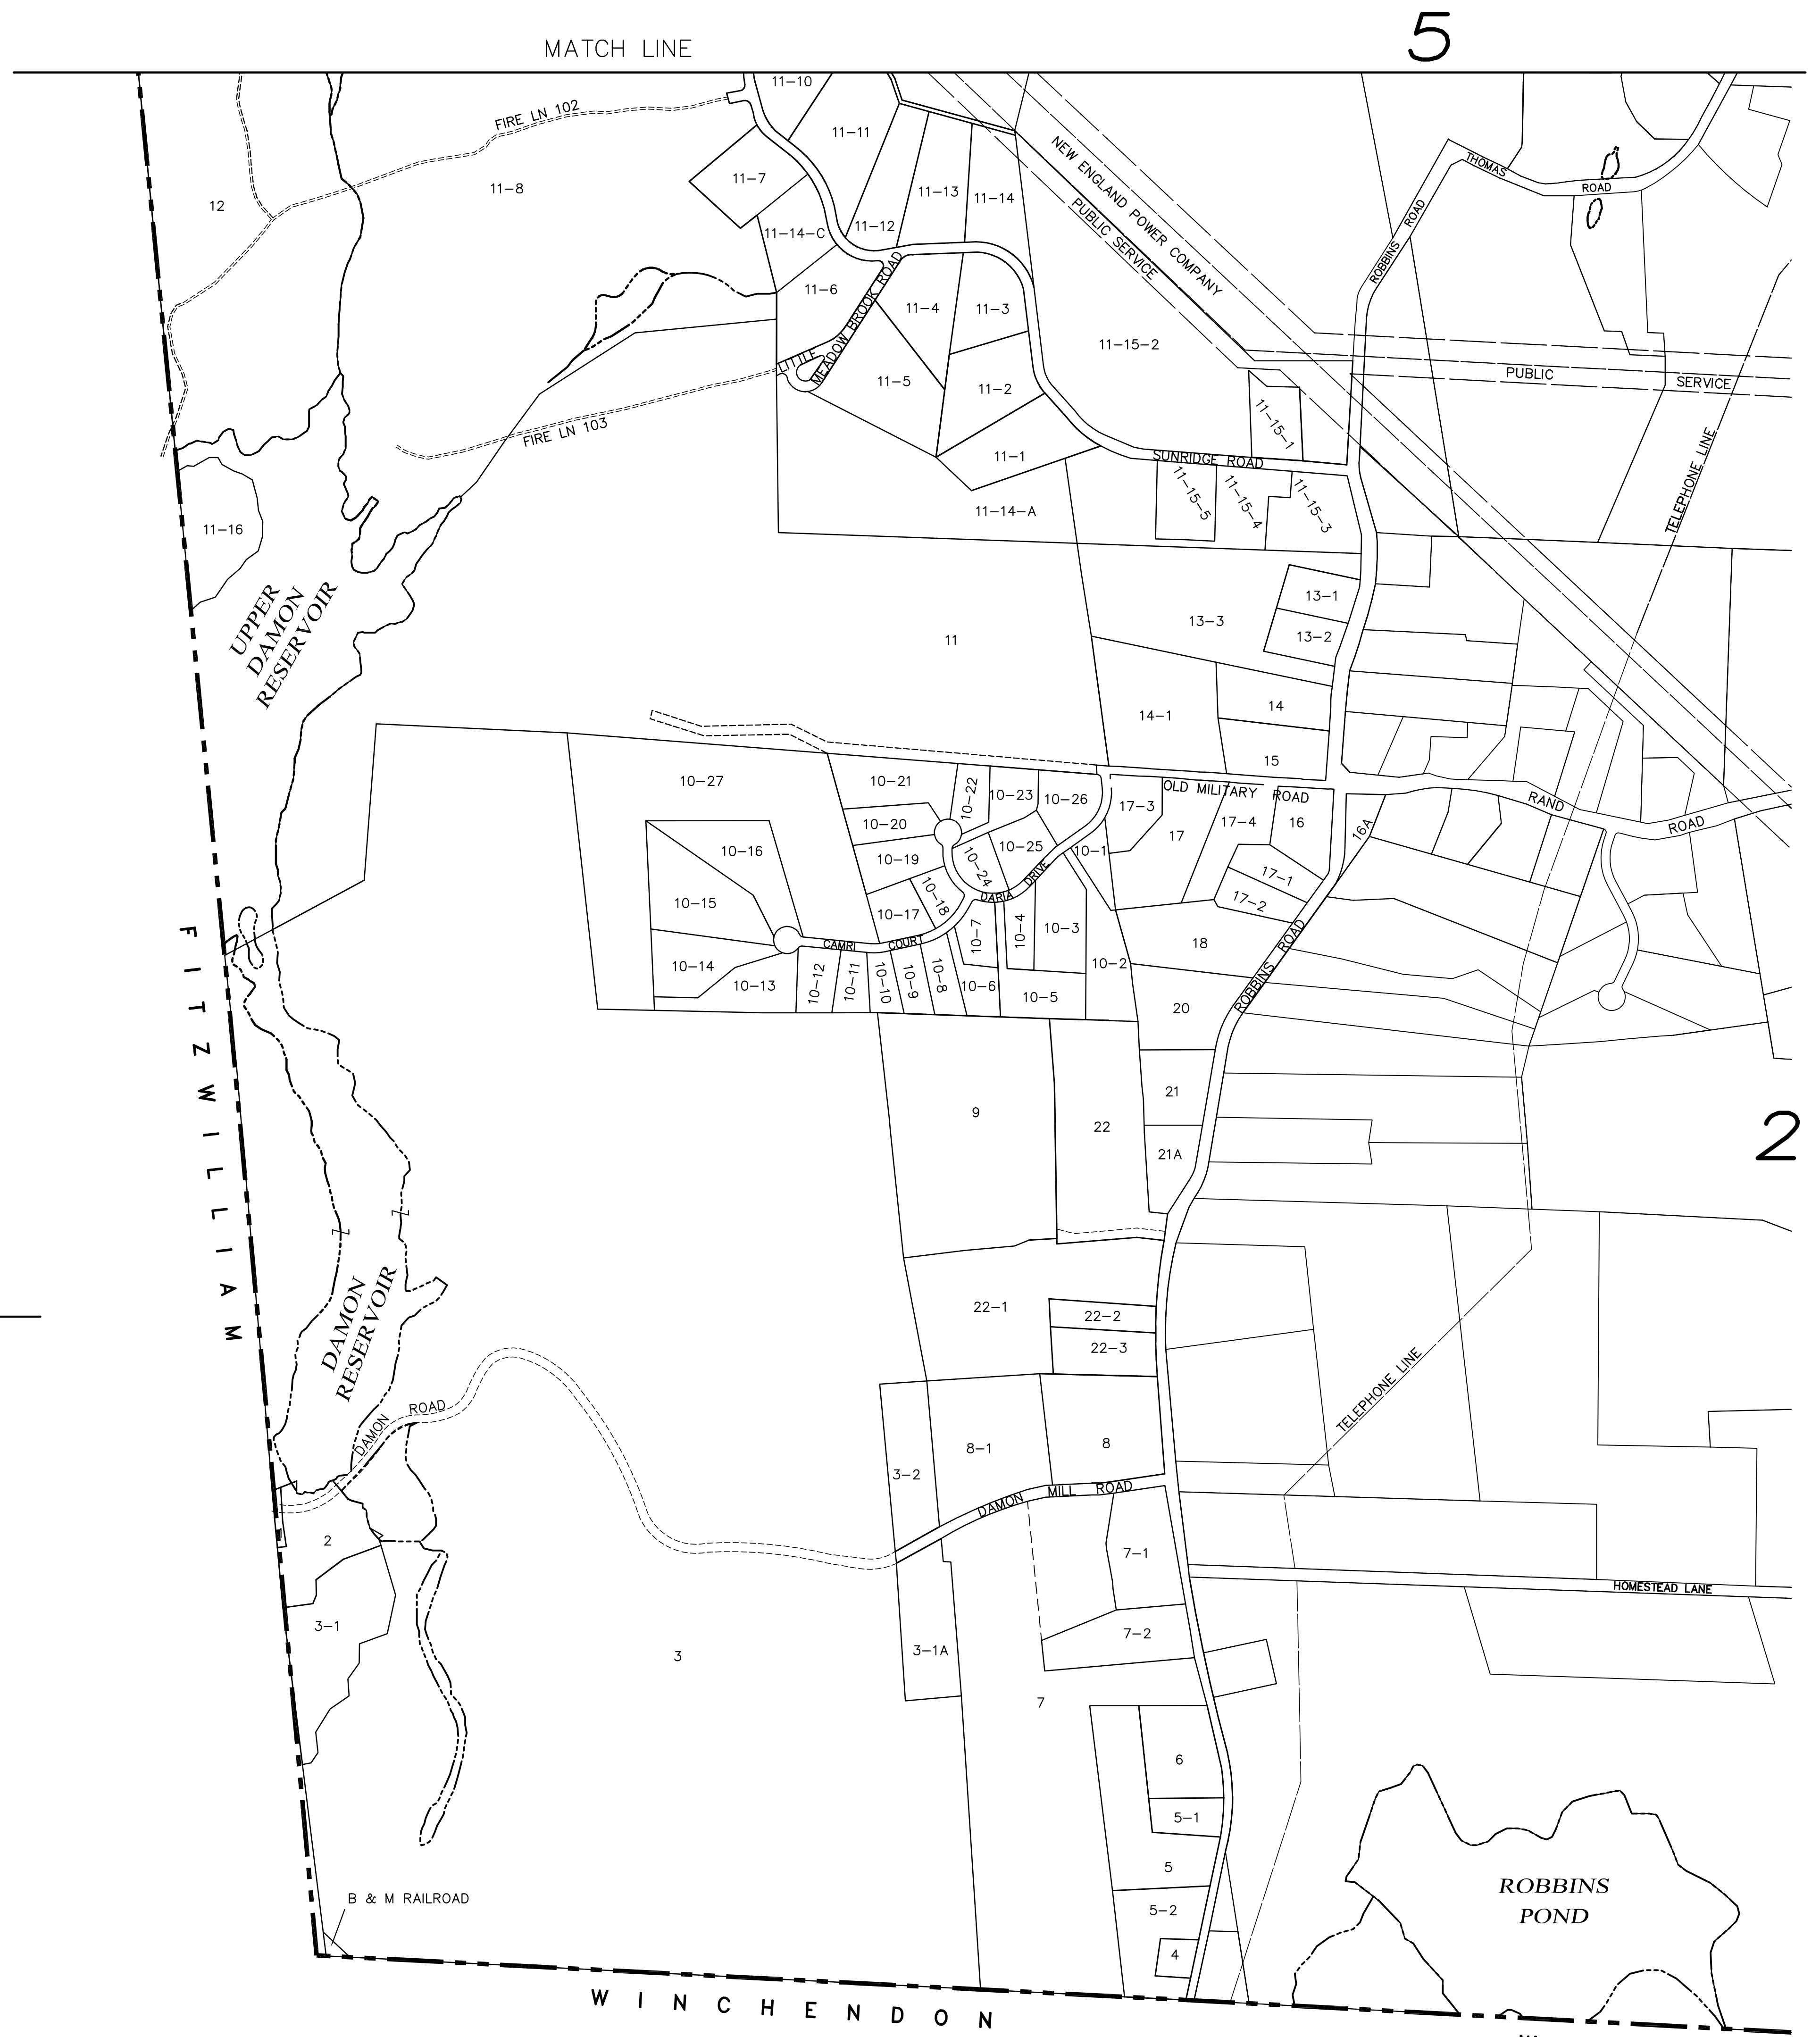 5
MATCH LINE
11-10
FIRE LN 102
11-11
NEW ENGLAND POWER COMPANY
PUBLIC SERVICE
THOMAS
ROAD
11-7
11-8
11-13
11-14
12
ROBBINS ROAD
11-14-C
11-12
11-6
11-4
11-3
MEADOW BROOK ROAD
LITTLE
11-15-2
PUBLIC
SERVICE
11-5
11-2
FIRE LN 103
11-15-1
11-1
SUNRIDGE ROAD
TELEPHONE LINE
11-15-5
11-15-4
11-15-3
11-14-A
11-16
UPPER
DAMON
RESERVOIR
13-1
13-3
13-2
11
14
14-1
15
10-27
10-21
10-22
10-23
10-26
17-3
OLD MILITARY ROAD
RAND
ROAD
10-20
17-4
16
16A
17
10-16
10-19
10-24
10-25
10-1
DRIVE
DARIA
17-1
17-2
10-15
10-18
10-17
10-4
10-3
10-7
CAMRI
COURT
18
10-14
10-2
10-13
10-12
10-11
10-10
10-9
10-8
10-6
10-5
ROBBINS ROAD
20
FITZWILLIAM
21
9
22
21A
2
22-1
22-2
22-3
DAMON
RESERVOIR
TELEPHONE LINE
DAMON
ROAD
8-1
8
3-2
DAMON MILL ROAD
2
7-1
HOMESTEAD LANE
3-1
7-2
3-1A
3
7
6
5-1
5
ROBBINS
POND
B & M RAILROAD
5-2
4
WINCHENDON